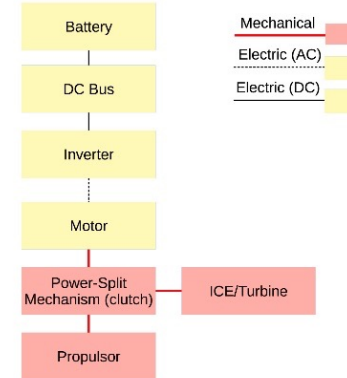 Battery
DC Bus
Inverter
Motor
Power-Split
Mechanism (clutch)
ICE/Turbine
Propulsor
Mechanical
Electric (AC)
Electric (DC)